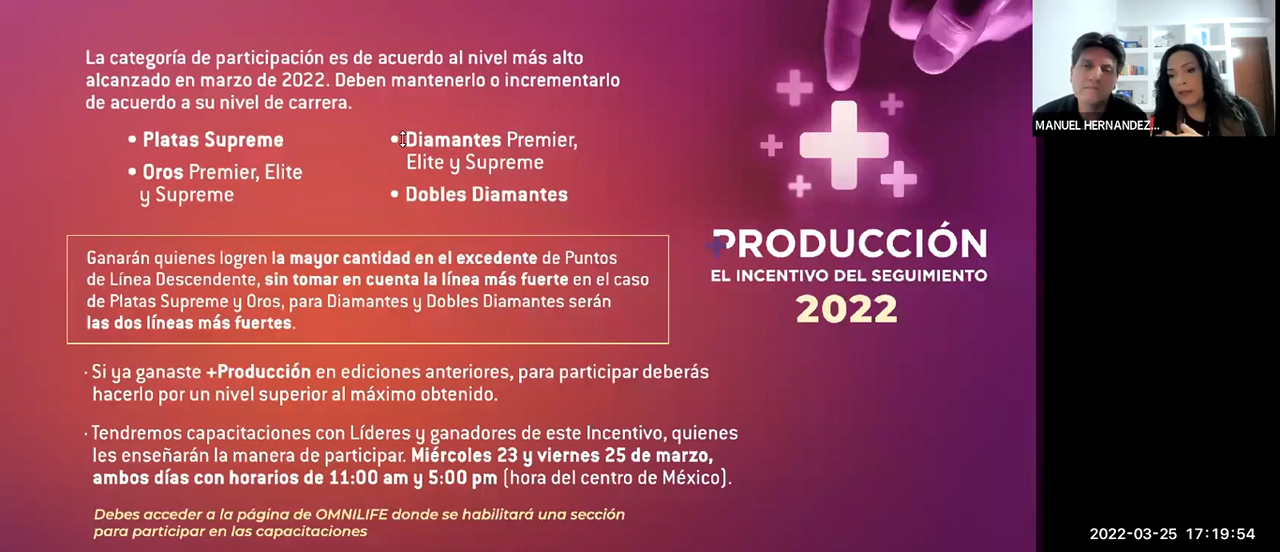 La categoría de participación es de acuerdo al nivel más alto
alcanzado en marzo de 2022. Deben mantenerlo o incrementarlo
de acuerdo a su nivel de carrera.
• Platas Supreme
• Oros Premier, Elite
y Supreme
• Diamantes Premier,
Elite y Supreme
• Dobles Diamantes
Ganarán quienes logren la mayor cantidad en el excedente de Puntos
de Línea Descendente, sin tomar en cuenta la línea más fuerte en el caso
de Platas Supreme y Oros, para Diamantes y Dobles Diamantes serán
las dos líneas más fuertes.
· Si ya ganaste +Producción en ediciones anteriores, para participar deberás
hacerlo por un nivel superior al máximo obtenido.
· Tendremos capacitaciones con Líderes y ganadores de este Incentivo, quienes
les enseñarán la manera de participar. Miércoles 23 y viernes 25 de marzo,
ambos días con horarios de 11:00 am y 5:00 pm (hora del centro de México).
Debes acceder a la página de OMNILIFE donde se habilitará una sección
para participar en las capacitaciones
+PRODUCCIÓN
EL INCENTIVO DEL SEGUIMIENTO
2022
MANUEL HERNANDEZ...
2022-03-25 17:19:54